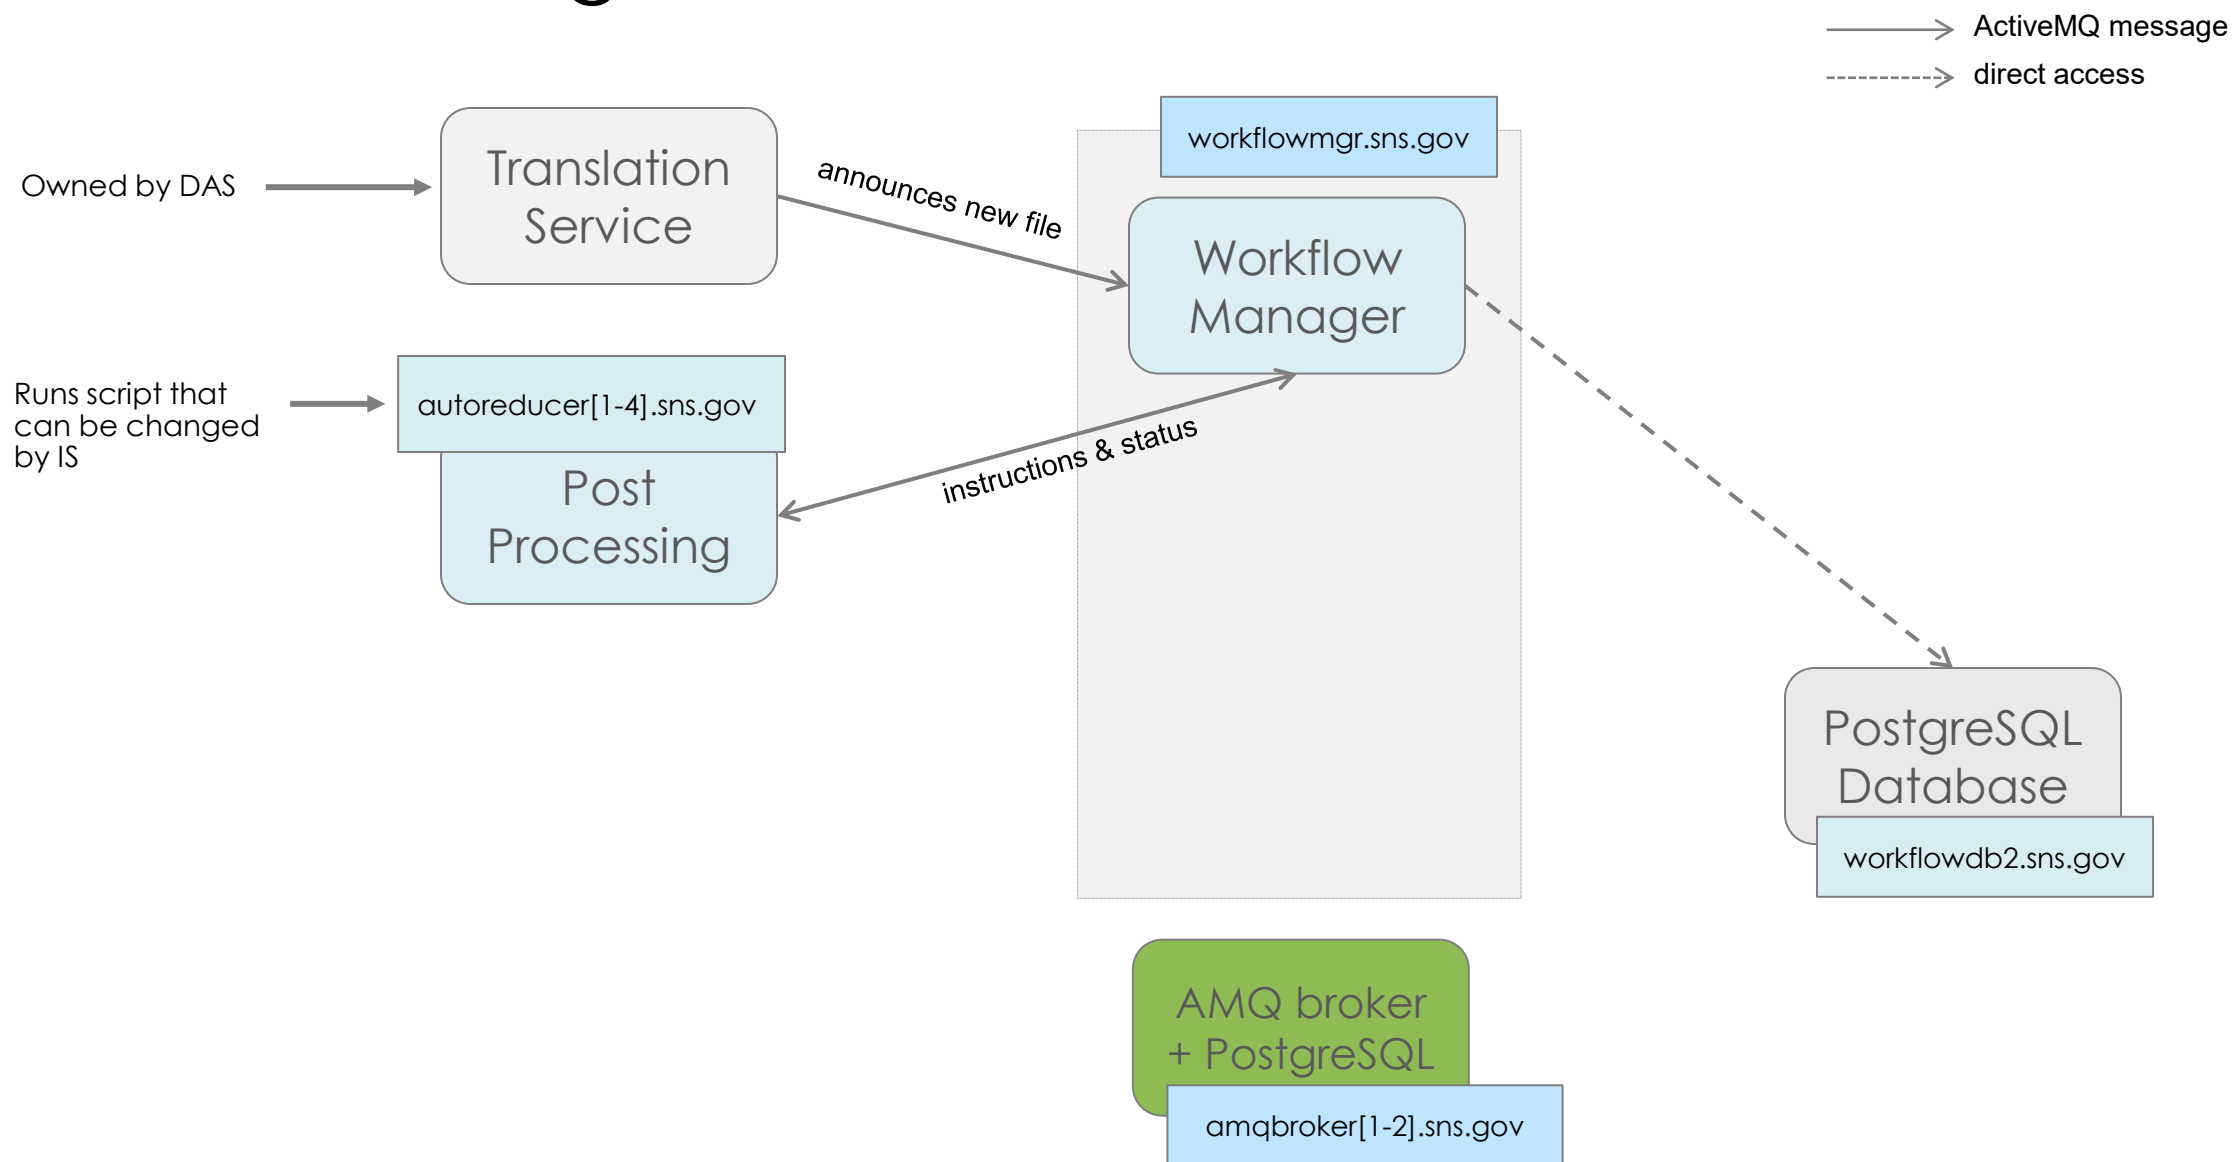 ActiveMQ message
direct access
workflowmgr.sns.gov
Owned by DAS
Translation
Service
announces new file
Workflow
Manager
Runs script that
can be changed
by IS
autoreducer[1-4].sns.gov
Post
Processing
instructions & status
PostgreSQL
Database
workflowdb2.sns.gov
AMQ broker
+ PostgreSQL
amqbroker[1-2].sns.gov